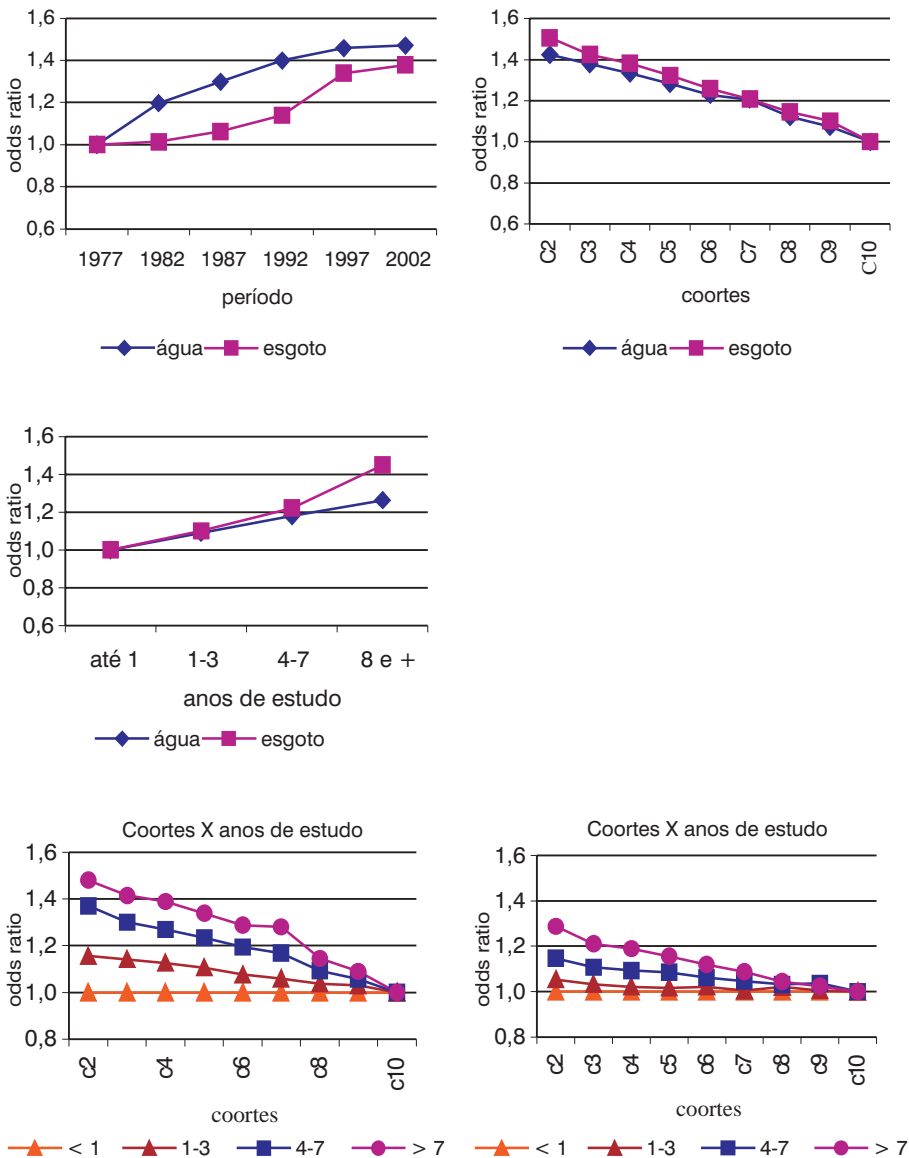 1,6
1,4
1,2
1,0
0,8
0,6
odds ratio
1977 1982 1987 1992 1997 2002
período
água esgoto
1,6
1,4
1,2
1,0
0,8
0,6
odds ratio
C2 C3 C4 C5 C6 C7 C8 C9 C10
coortes
água esgoto
1,6
1,4
1,2
1,0
0,8
0,6
odds ratio
até 1 1-3 4-7 8 e +
anos de estudo
água esgoto
Coortes X anos de estudo
1,6
1,4
1,2
1,0
0,8
odds ratio
c2 c4 c6 c8 c10
coortes
< 1 1-3 4-7 > 7
Coortes X anos de estudo
1,6
1,4
1,2
1,0
0,8
odds ratio
c2 c3 c4 c5 c6 c7 c8 c9 c10
coortes
< 1 1-3 4-7 > 7